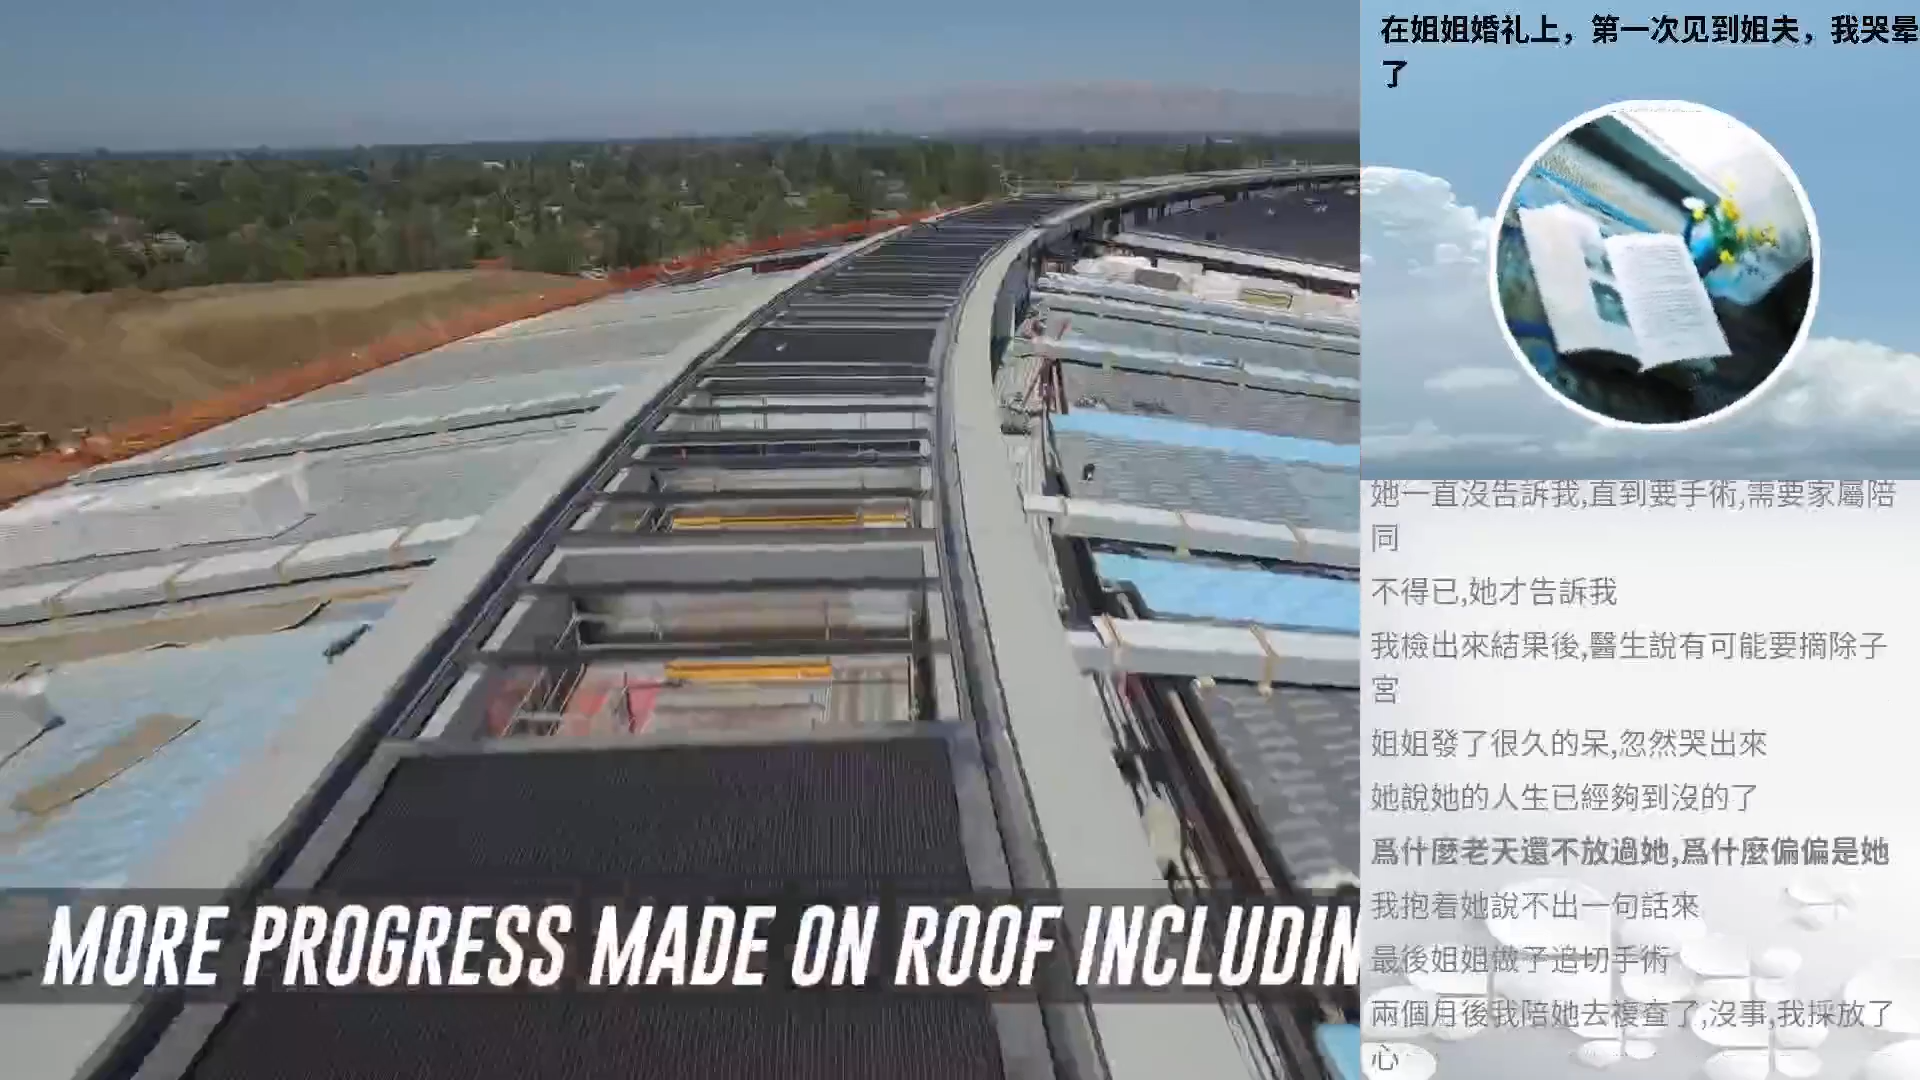 在姐姐婚礼上，第一次见到姐夫，我哭晕
了
她一直沒告訴我,直到要手術,需要家屬陪
同
不得已,她才告訴我
我檢出來結果後,醫生說有可能要摘除子
宮
姐姐發了很久的呆,忽然哭出來
她說她的人生已經夠到沒的了
爲什麼老天還不放過她,爲什麼偏偏是她
我抱着她說不出一句話來
最後姐姐做了追切手術
兩個月後我陪她去複查了,沒事,我採放了
心
MORE PROGRESS MADE ON ROOF INCLUDIN